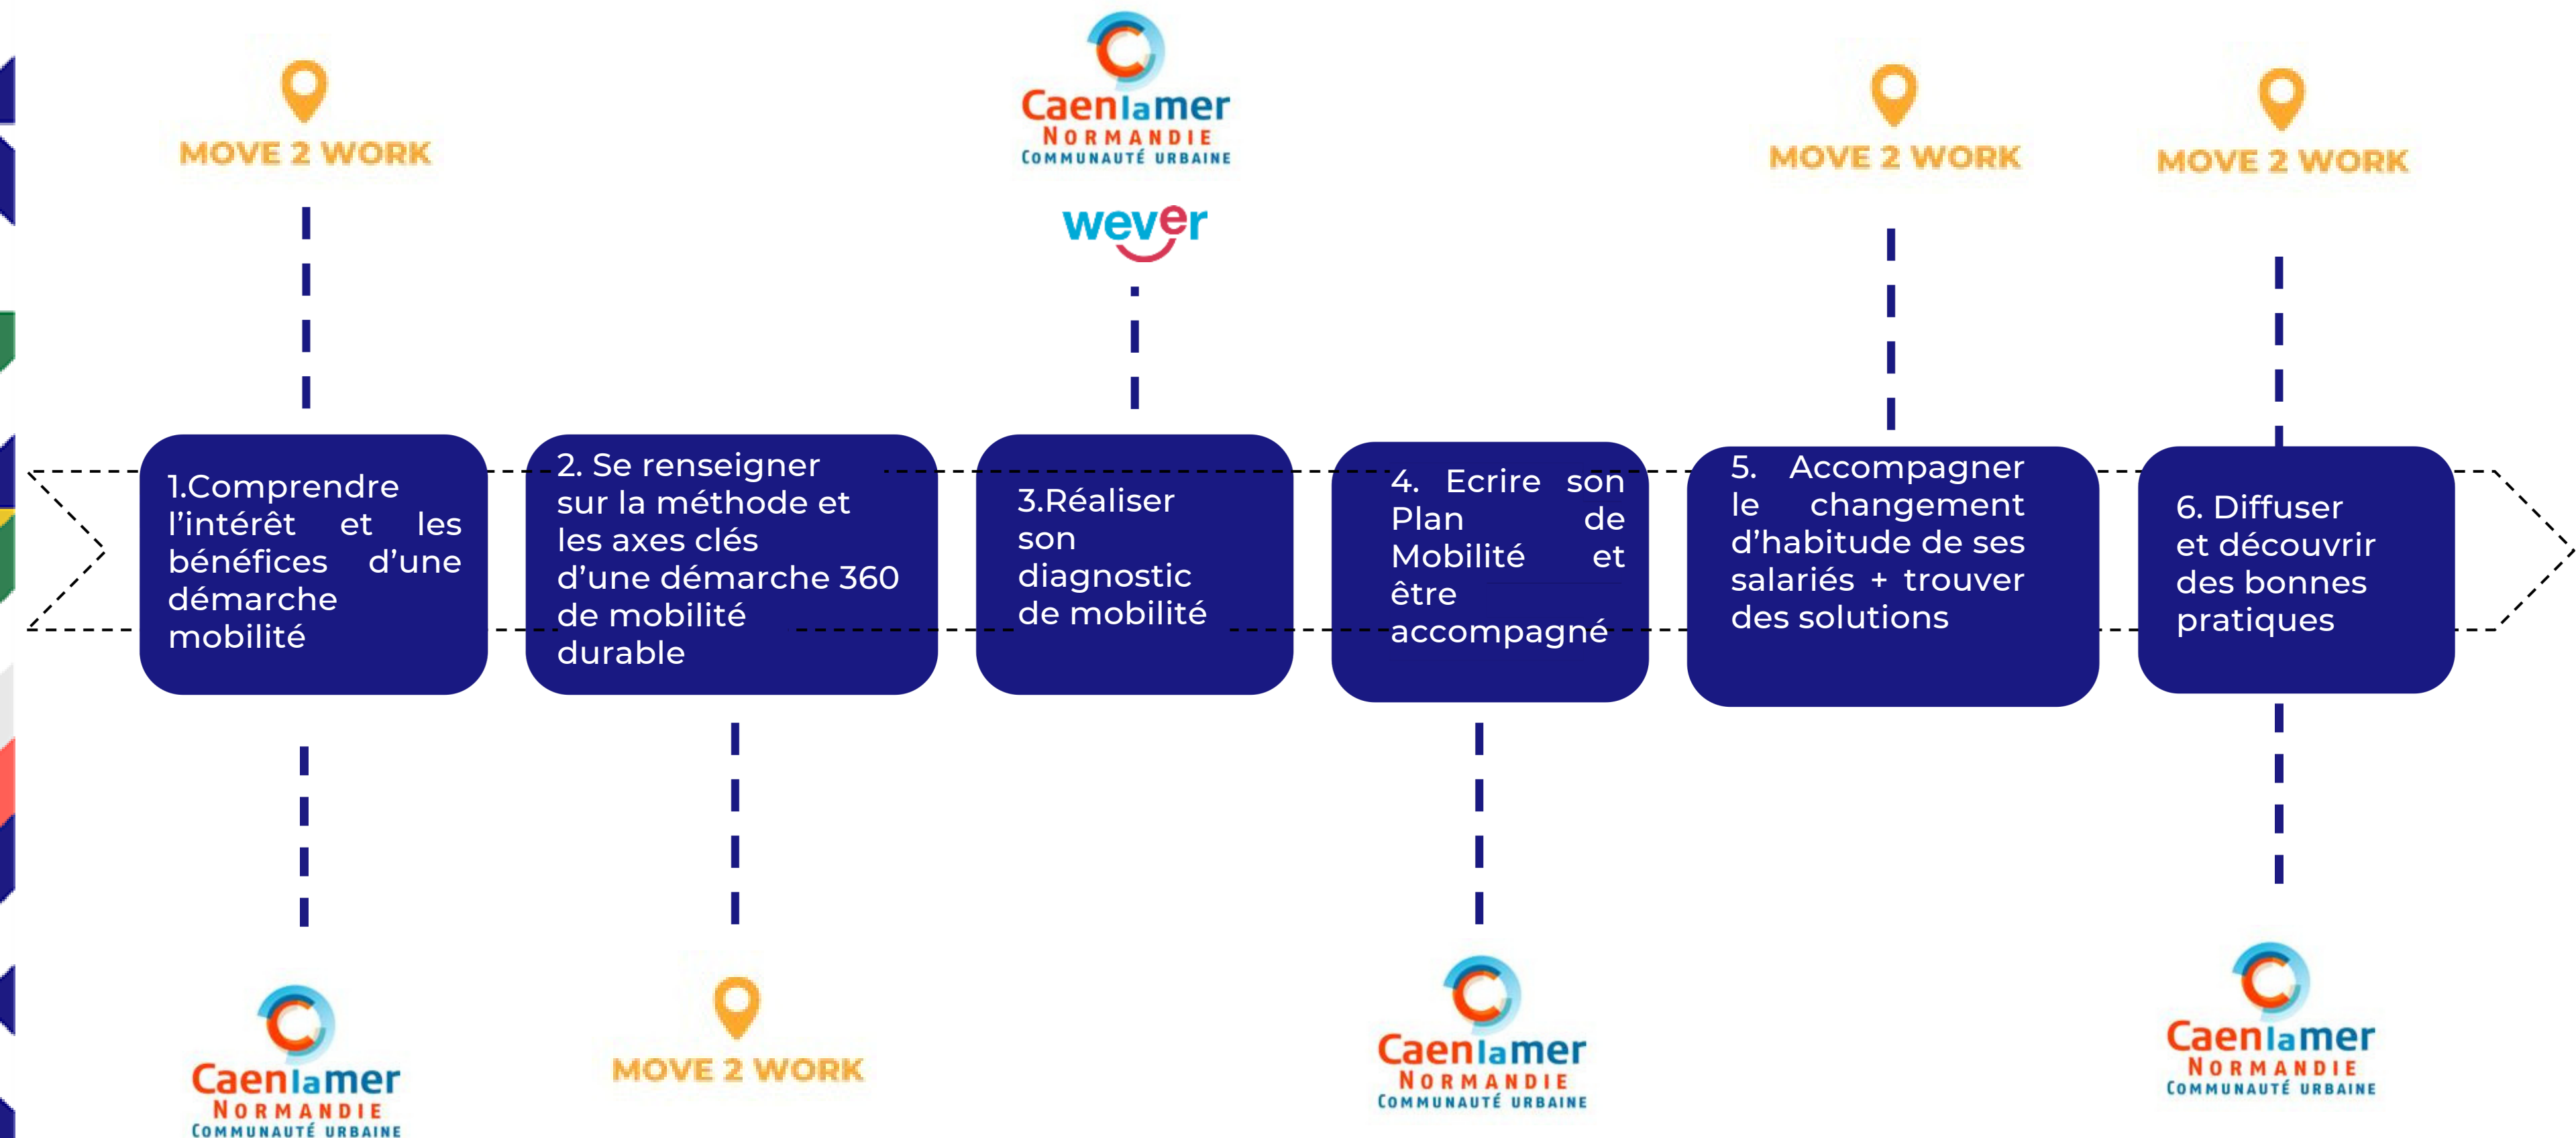 MOVE 2 WORK
Caenlamer
NORMANDIE
COMMUNAUTÉ URBAINE
wever
MOVE 2 WORK
MOVE 2 WORK
1.Comprendre
l'intérêt et les
bénéfices d'une
démarche
mobilité
2. Se renseigner
sur la méthode et
les axes clés
d'une démarche 360
de mobilité
durable
3.Réaliser
son
diagnostic
de mobilité
4. Ecrire son
Plan de
Mobilité et
être
accompagné
5. Accompagner
le changement
d'habitude de ses
salariés + trouver
des solutions
6. Diffuser
et découvrir
des bonnes
pratiques
Caenlamer
NORMANDIE
COMMUNAUTÉ URBAINE
MOVE 2 WORK
Caenlamer
NORMANDIE
COMMUNAUTÉ URBAINE
Caenlamer
NORMANDIE
COMMUNAUTÉ URBAINE